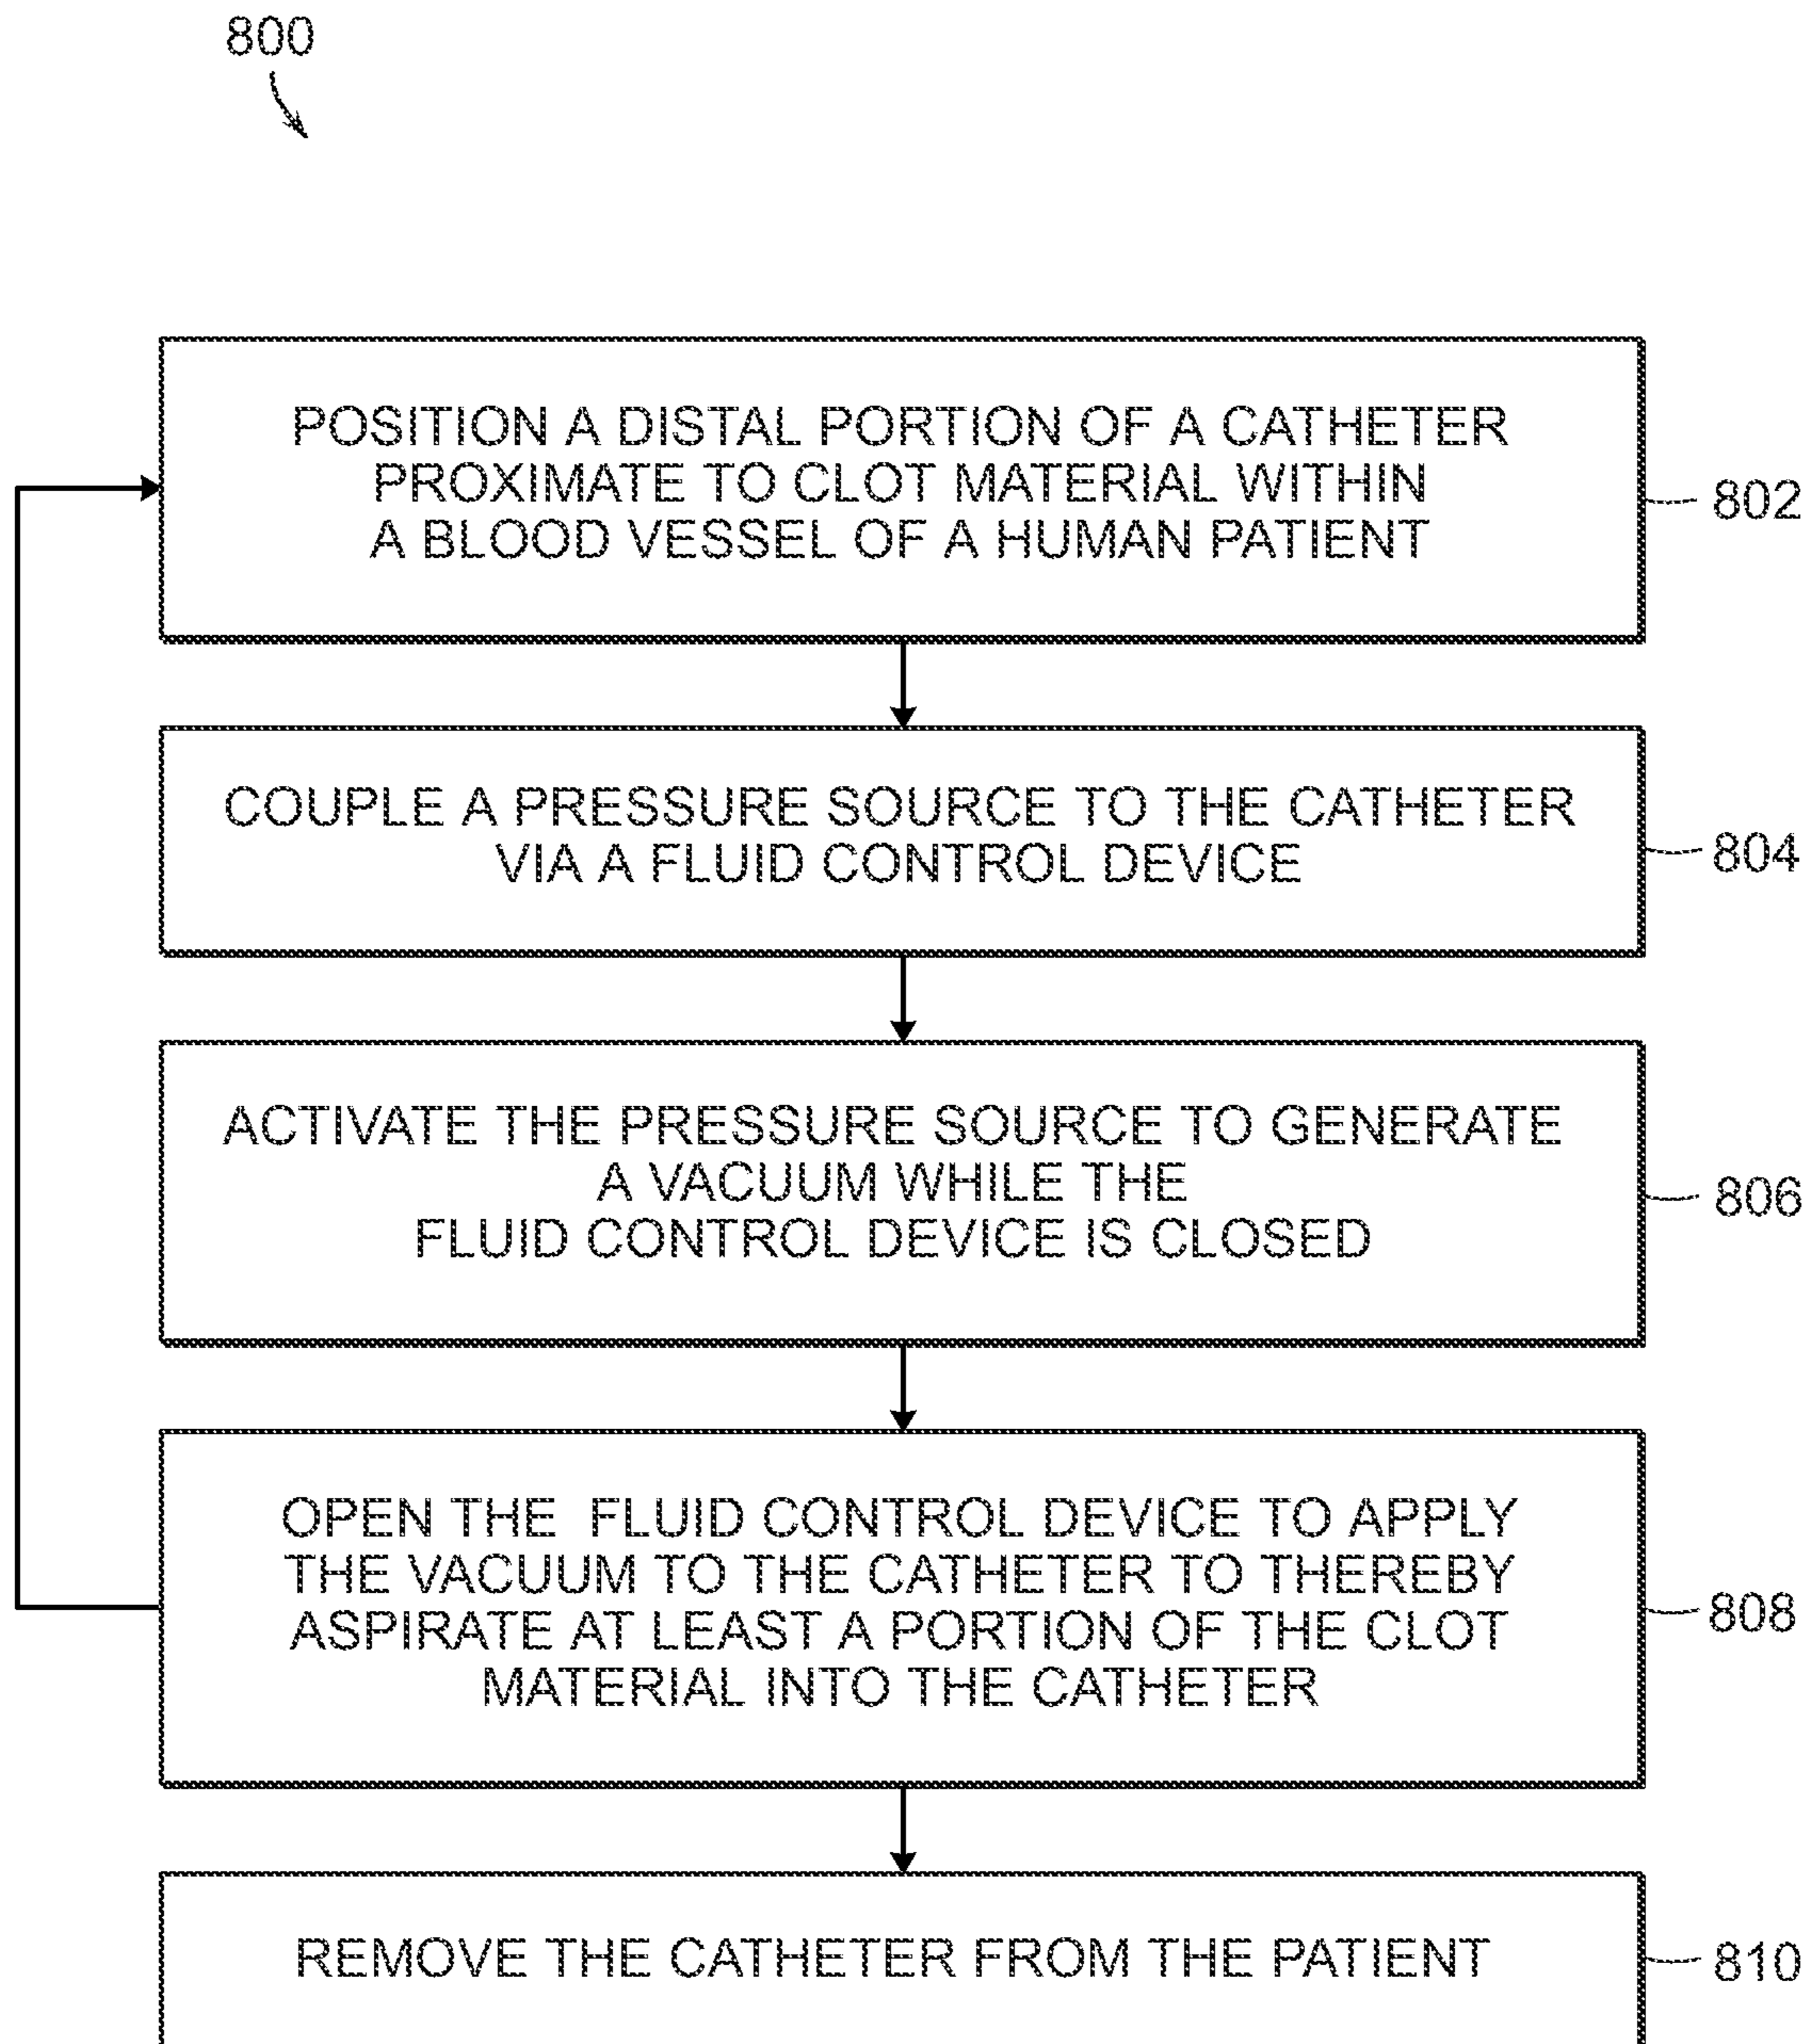 800
POSITION A DISTAL PORTION OF A CATHETER
PROXIMATE TO CLOT MATERIAL WITHIN
A BLOOD VESSEL OF A HUMAN PATIENT
802
COUPLE A PRESSURE SOURCE TO THE CATHETER
VIA A FLUID CONTROL DEVICE
804
ACTIVATE THE PRESSURE SOURCE TO GENERATE
A VACUUM WHILE THE
FLUID CONTROL DEVICE IS CLOSED
806
OPEN THE FLUID CONTROL DEVICE TO APPLY
THE VACUUM TO THE CATHETER TO THEREBY
ASPIRATE AT LEAST A PORTION OF THE CLOT
MATERIAL INTO THE CATHETER
808
REMOVE THE CATHETER FROM THE PATIENT
810